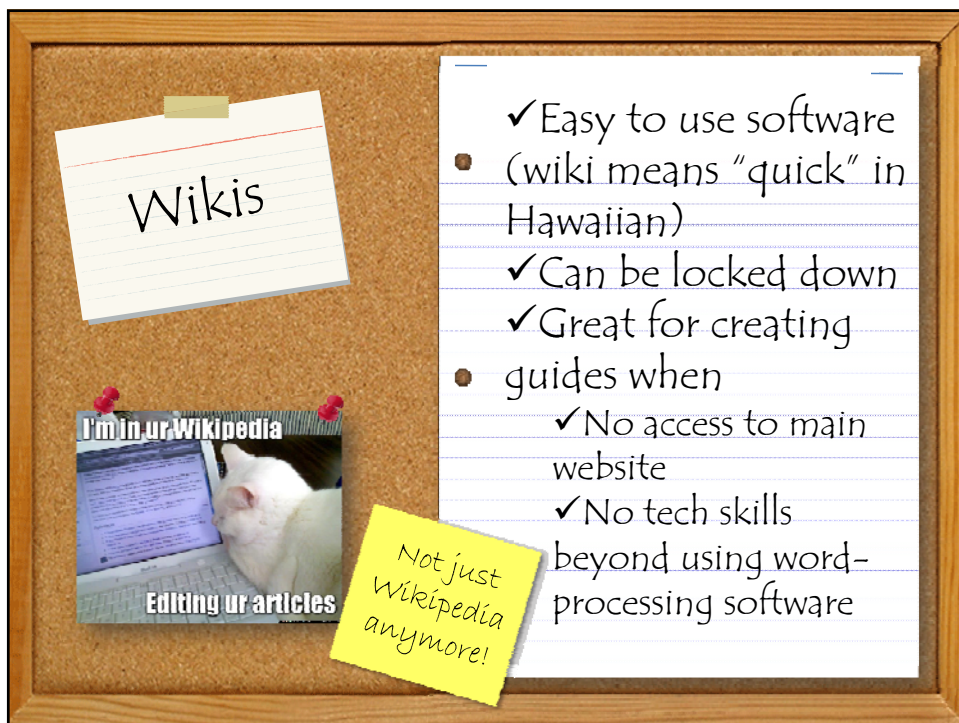 Wikis
✓Easy to use software
(wiki means “quick” in
Hawaiian)
✓Can be locked down
✓Great for creating
guides when
✓No access to main
website
✓No tech skills
beyond using word-
processing software
I'm in ur Wikipedia
Editing ur articles
Not just
Wikipedia
anymore!